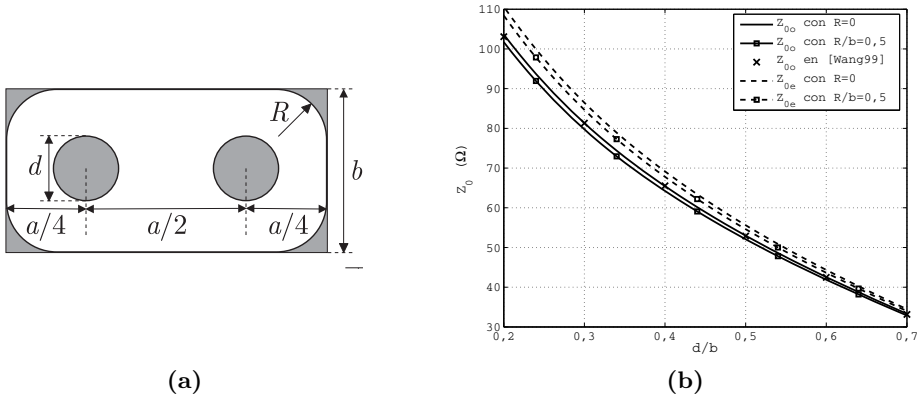 R
d
b
a/4
a/2
a/4
(a)
110
100
90
80
70
60
50
40
30
Z₀ (Ω)
0,2
0,3
0,4
0,5
0,6
0,7
d/b
Z₀ₒ con R=0
Z₀ₒ con R/b=0,5
Z₀ₒ en [Wang99]
Z₀ₑ con R=0
Z₀ₑ con R/b=0,5
(b)